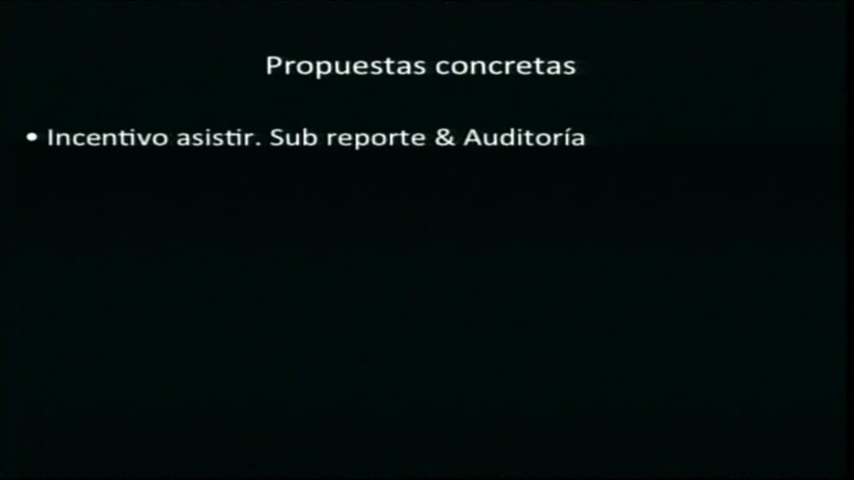 Propuestas concretas
• Incentivo asistir. Sub reporte & Auditoría